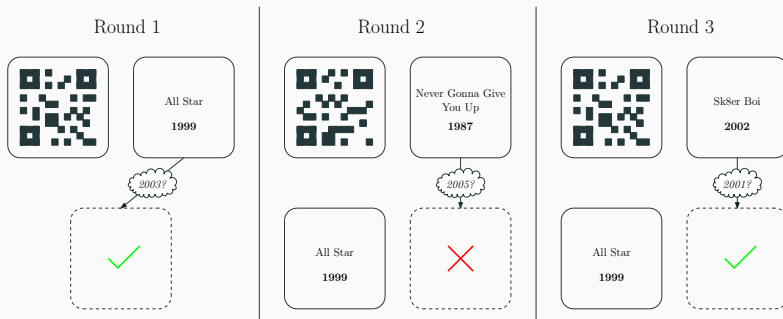 Round 1
All Star
1999
2003?
Round 2
Never Gonna Give
You Up
1987
2005?
All Star
1999
Round 3
Sk8er Boi
2002
2001?
All Star
1999